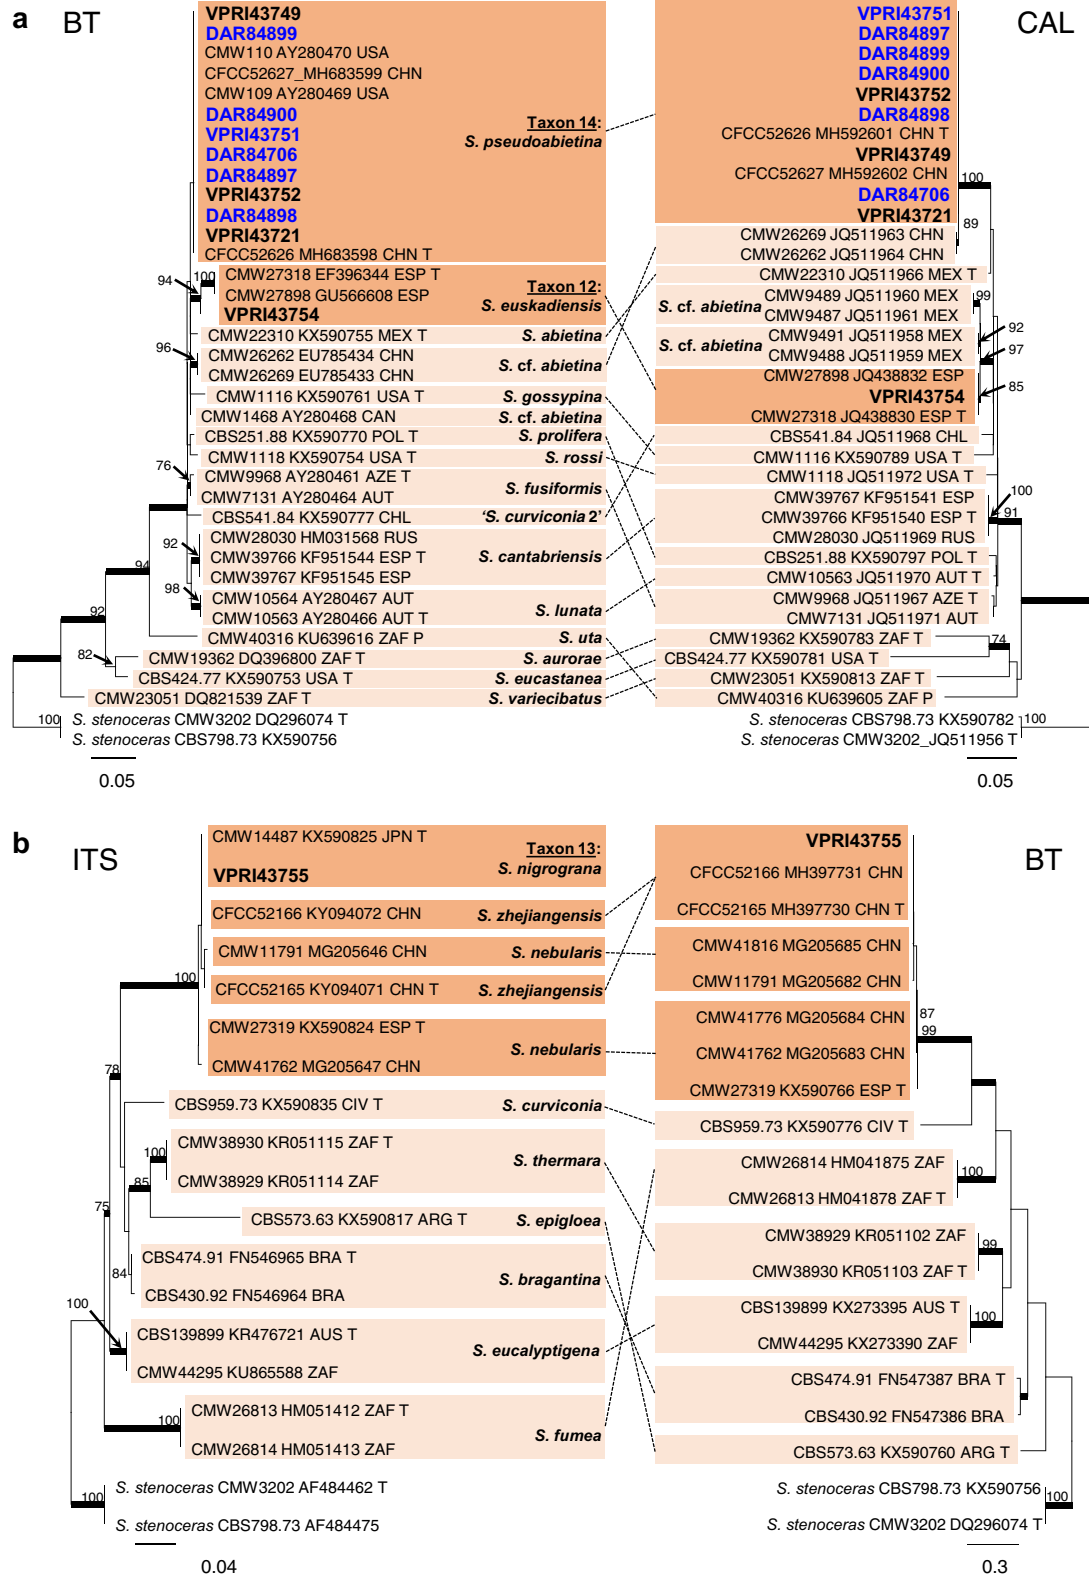 a BT CAL
VPRI43749
DAR84899
CMW110 AY280470 USA
CFCC52627_MH683599 CHN
CMW109 AY280469 USA
DAR84900
VPRI43751
DAR84706
DAR84897
VPRI43752
DAR84898
VPRI43721
CFCC52626 MH683598 CHN T
Taxon 14:
S. pseudoabietina
94
100
CMW27318 EF396344 ESP T
CMW27898 GU566608 ESP
VPRI43754
Taxon 12:
S. euskadiensis
CMW22310 KX590755 MEX T S. abietina
96
CMW26262 EU785434 CHN
CMW26269 EU785433 CHN
S. cf. abietina
CMW1116 KX590761 USA T S. gossypina
CMW1468 AY280468 CAN S. cf. abietina
CBS251.88 KX590770 POL T S. prolifera
CMW1118 KX590754 USA T S. rossi
76
CMW9968 AY280461 AZE T
CMW7131 AY280464 AUT
S. fusiformis
CBS541.84 KX590777 CHL ‘S. curviconia 2’
92
CMW28030 HM031568 RUS
CMW39766 KF951544 ESP T
CMW39767 KF951545 ESP
S. cantabriensis
98
CMW10564 AY280467 AUT
CMW10563 AY280466 AUT T
S. lunata
94
92
CMW40316 KU639616 ZAF P S. uta
82
CMW19362 DQ396800 ZAF T S. aurorae
CBS424.77 KX590753 USA T S. eucastanea
CMW23051 DQ821539 ZAF T S. variecibatus
100
S. stenoceras CMW3202 DQ296074 T
S. stenoceras CBS798.73 KX590756
0.05
VPRI43751
DAR84897
DAR84899
DAR84900
VPRI43752
DAR84898
CFCC52626 MH592601 CHN T
VPRI43749
CFCC52627 MH592602 CHN
DAR84706
VPRI43721
100
89
CMW26269 JQ511963 CHN
CMW26262 JQ511964 CHN
CMW22310 JQ511966 MEX T
S. cf. abietina
CMW9489 JQ511960 MEX
CMW9487 JQ511961 MEX
99
S. cf. abietina
CMW9491 JQ511958 MEX
CMW9488 JQ511959 MEX
92
97
CMW27898 JQ438832 ESP
VPRI43754
CMW27318 JQ438830 ESP T
85
CBS541.84 JQ511968 CHL
CMW1116 KX590789 USA T
CMW1118 JQ511972 USA T
CMW39767 KF951541 ESP
CMW39766 KF951540 ESP T
CMW28030 JQ511969 RUS
100
91
CBS251.88 KX590797 POL T
CMW10563 JQ511970 AUT T
CMW9968 JQ511967 AZE T
CMW7131 JQ511971 AUT
CMW19362 KX590783 ZAF T
74
CBS424.77 KX590781 USA T
CMW23051 KX590813 ZAF T
CMW40316 KU639605 ZAF P
S. stenoceras CBS798.73 KX590782
100
S. stenoceras CMW3202_JQ511956 T
0.05
b ITS BT
CMW14487 KX590825 JPN T
VPRI43755
Taxon 13:
S. nigrograna
CFCC52166 KY094072 CHN S. zhejiangensis
CMW11791 MG205646 CHN S. nebularis
100
CFCC52165 KY094071 CHN T S. zhejiangensis
CMW27319 KX590824 ESP T
CMW41762 MG205647 CHN
S. nebularis
78
CBS959.73 KX590835 CIV T S. curviconia
100
CMW38930 KR051115 ZAF T
CMW38929 KR051114 ZAF
S. thermara
85
75
CBS573.63 KX590817 ARG T S. epigloea
84
CBS474.91 FN546965 BRA T
CBS430.92 FN546964 BRA
S. bragantina
100
CBS139899 KR476721 AUS T
CMW44295 KU865588 ZAF
S. eucalyptigena
100
CMW26813 HM051412 ZAF T
CMW26814 HM051413 ZAF
S. fumea
100
S. stenoceras CMW3202 AF484462 T
S. stenoceras CBS798.73 AF484475
0.04
VPRI43755
CFCC52166 MH397731 CHN
CFCC52165 MH397730 CHN T
CMW41816 MG205685 CHN
CMW11791 MG205682 CHN
CMW41776 MG205684 CHN
87
99
CMW41762 MG205683 CHN
CMW27319 KX590766 ESP T
CBS959.73 KX590776 CIV T
CMW26814 HM041875 ZAF
100
CMW26813 HM041878 ZAF T
CMW38929 KR051102 ZAF
99
CMW38930 KR051103 ZAF T
CBS139899 KX273395 AUS T
100
CMW44295 KX273390 ZAF
CBS474.91 FN547387 BRA T
CBS430.92 FN547386 BRA
CBS573.63 KX590760 ARG T
S. stenoceras CBS798.73 KX590756
100
S. stenoceras CMW3202 DQ296074 T
0.3